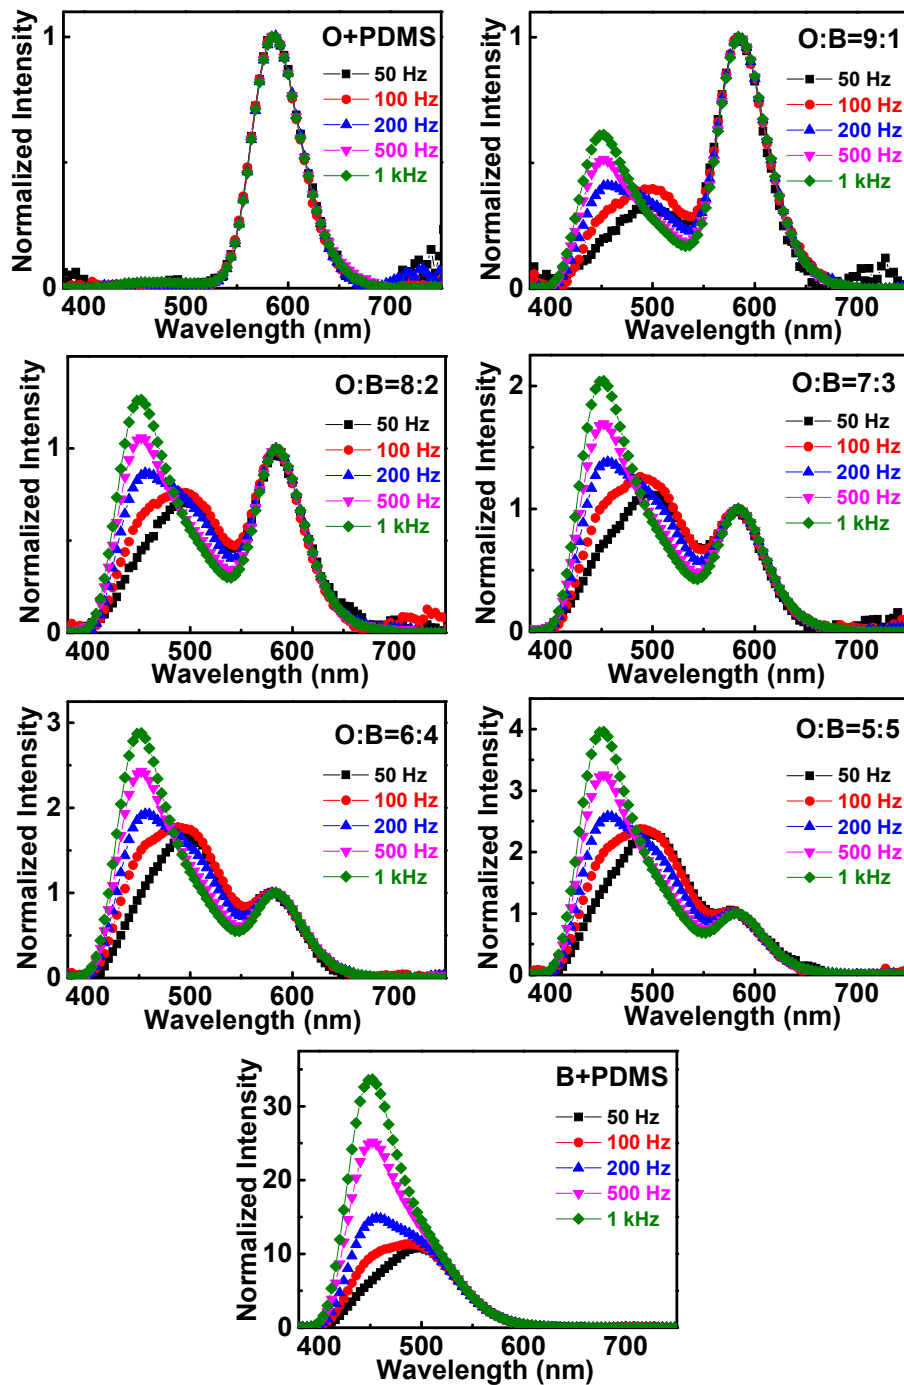 O+PDMS
50 Hz
100 Hz
200 Hz
500 Hz
1 kHz
Normalized Intensity
1
0
400 500 600 700
Wavelength (nm)
O:B=9:1
50 Hz
100 Hz
200 Hz
500 Hz
1 kHz
Normalized Intensity
1
0
400 500 600 700
Wavelength (nm)
O:B=8:2
50 Hz
100 Hz
200 Hz
500 Hz
1 kHz
Normalized Intensity
1
0
400 500 600 700
Wavelength (nm)
O:B=7:3
50 Hz
100 Hz
200 Hz
500 Hz
1 kHz
Normalized Intensity
2
1
0
400 500 600 700
Wavelength (nm)
O:B=6:4
50 Hz
100 Hz
200 Hz
500 Hz
1 kHz
Normalized Intensity
3
2
1
0
400 500 600 700
Wavelength (nm)
O:B=5:5
50 Hz
100 Hz
200 Hz
500 Hz
1 kHz
Normalized Intensity
4
3
2
1
0
400 500 600 700
Wavelength (nm)
B+PDMS
50 Hz
100 Hz
200 Hz
500 Hz
1 kHz
Normalized Intensity
30
20
10
0
400 500 600 700
Wavelength (nm)